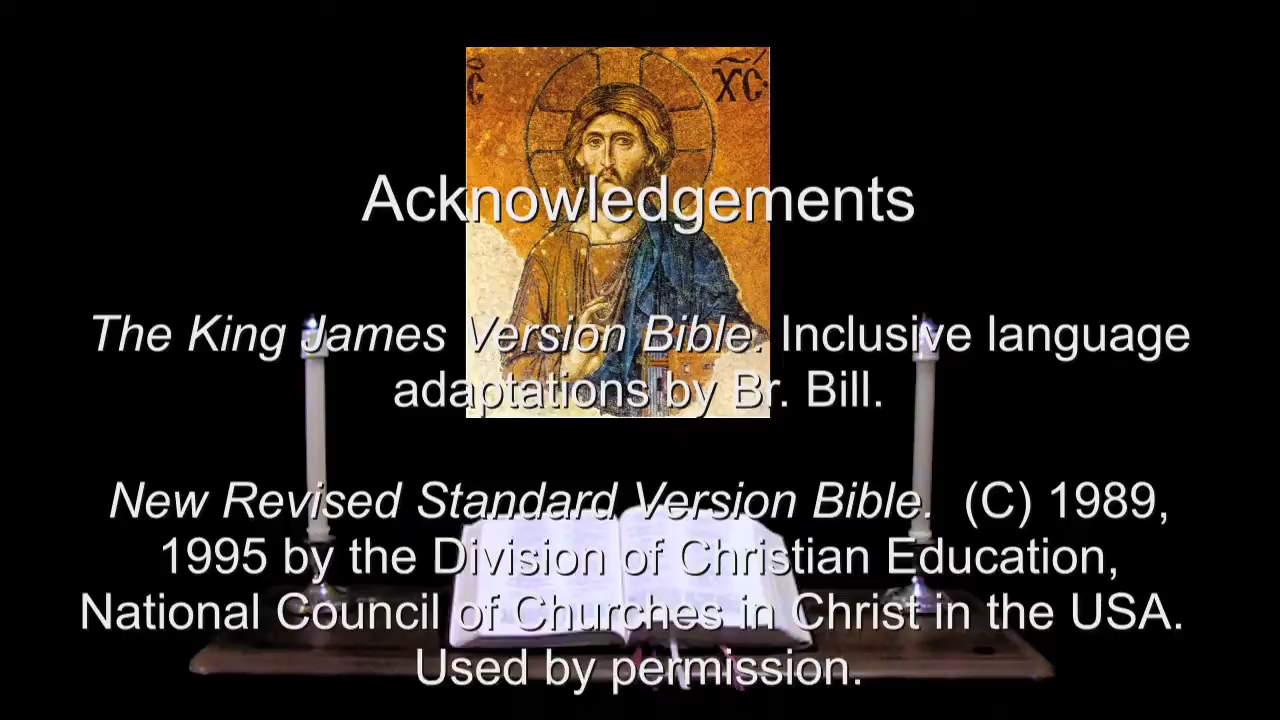 C XC
Acknowledgements
The King James Version Bible. Inclusive language
adaptations by Br. Bill.
New Revised Standard Version Bible.  (C) 1989,
1995 by the Division of Christian Education,
National Council of Churches in Christ in the USA.
Used by permission.